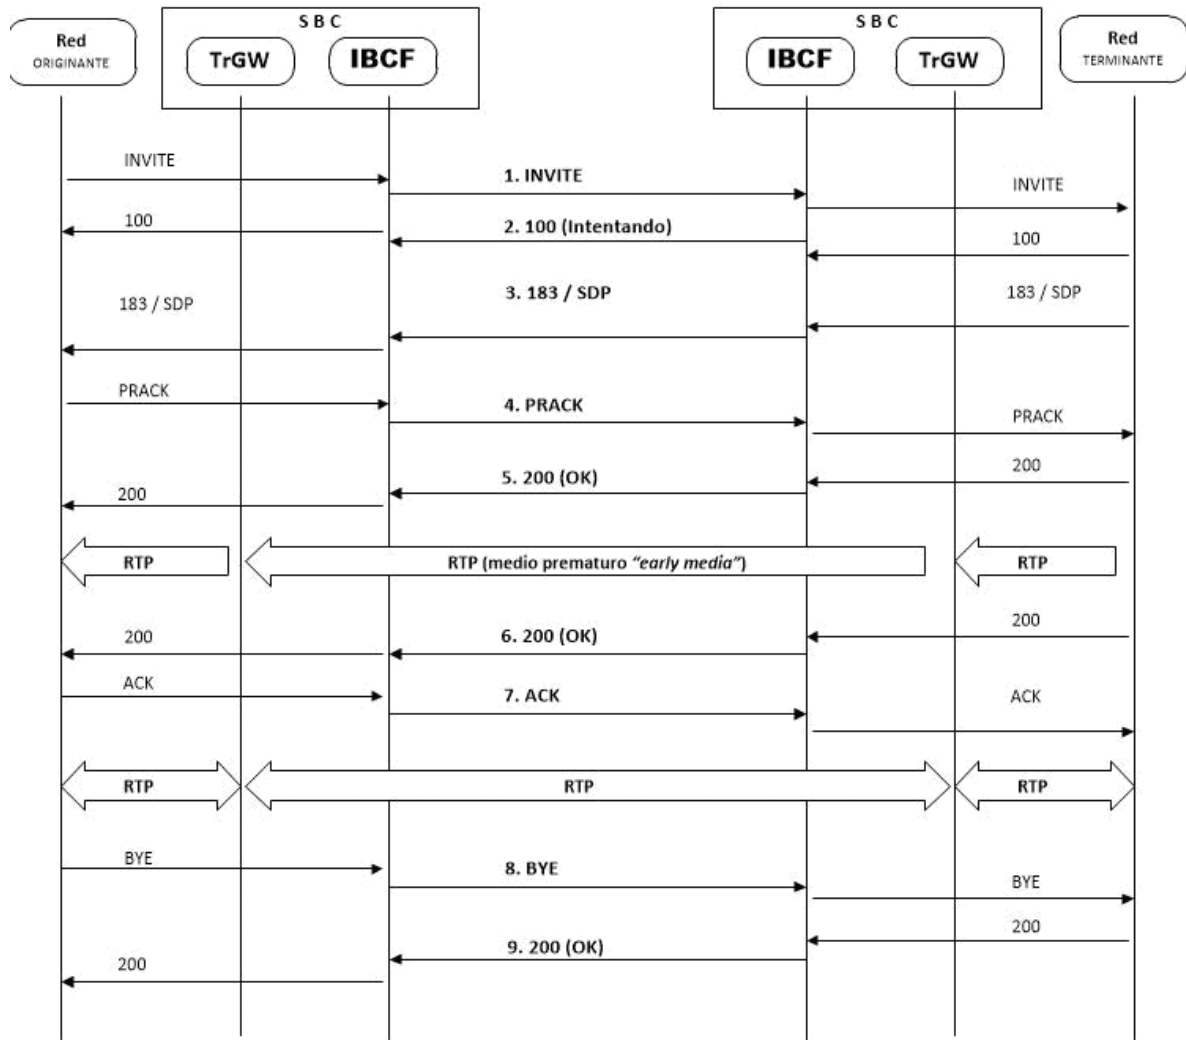 S B C
S B C
Red
ORIGINANTE
TrGW
IBCF
IBCF
TrGW
Red
TERMINANTE
INVITE
1. INVITE
INVITE
100
2. 100 (Intentando)
100
183 / SDP
3. 183 / SDP
183 / SDP
PRACK
4. PRACK
PRACK
200
5. 200 (OK)
200
RTP
RTP (medio prematuro “early media”)
RTP
200
6. 200 (OK)
200
ACK
7. ACK
ACK
RTP
RTP
RTP
BYE
8. BYE
BYE
200
9. 200 (OK)
200